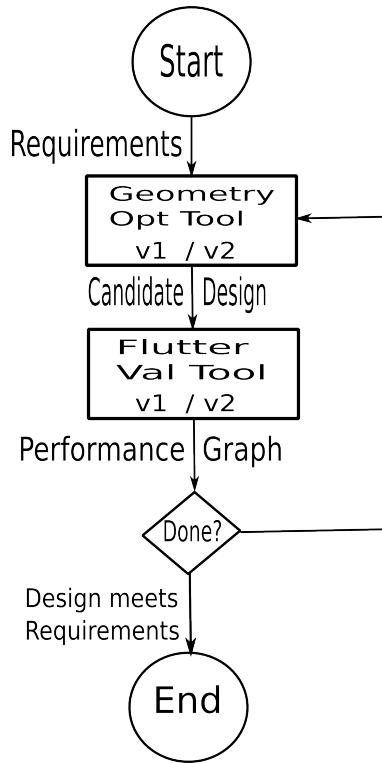 Start
Requirements
Geometry
Opt Tool
v1 / v2
Candidate Design
Flutter
Val Tool
v1 / v2
Performance Graph
Done?
Design meets
Requirements
End